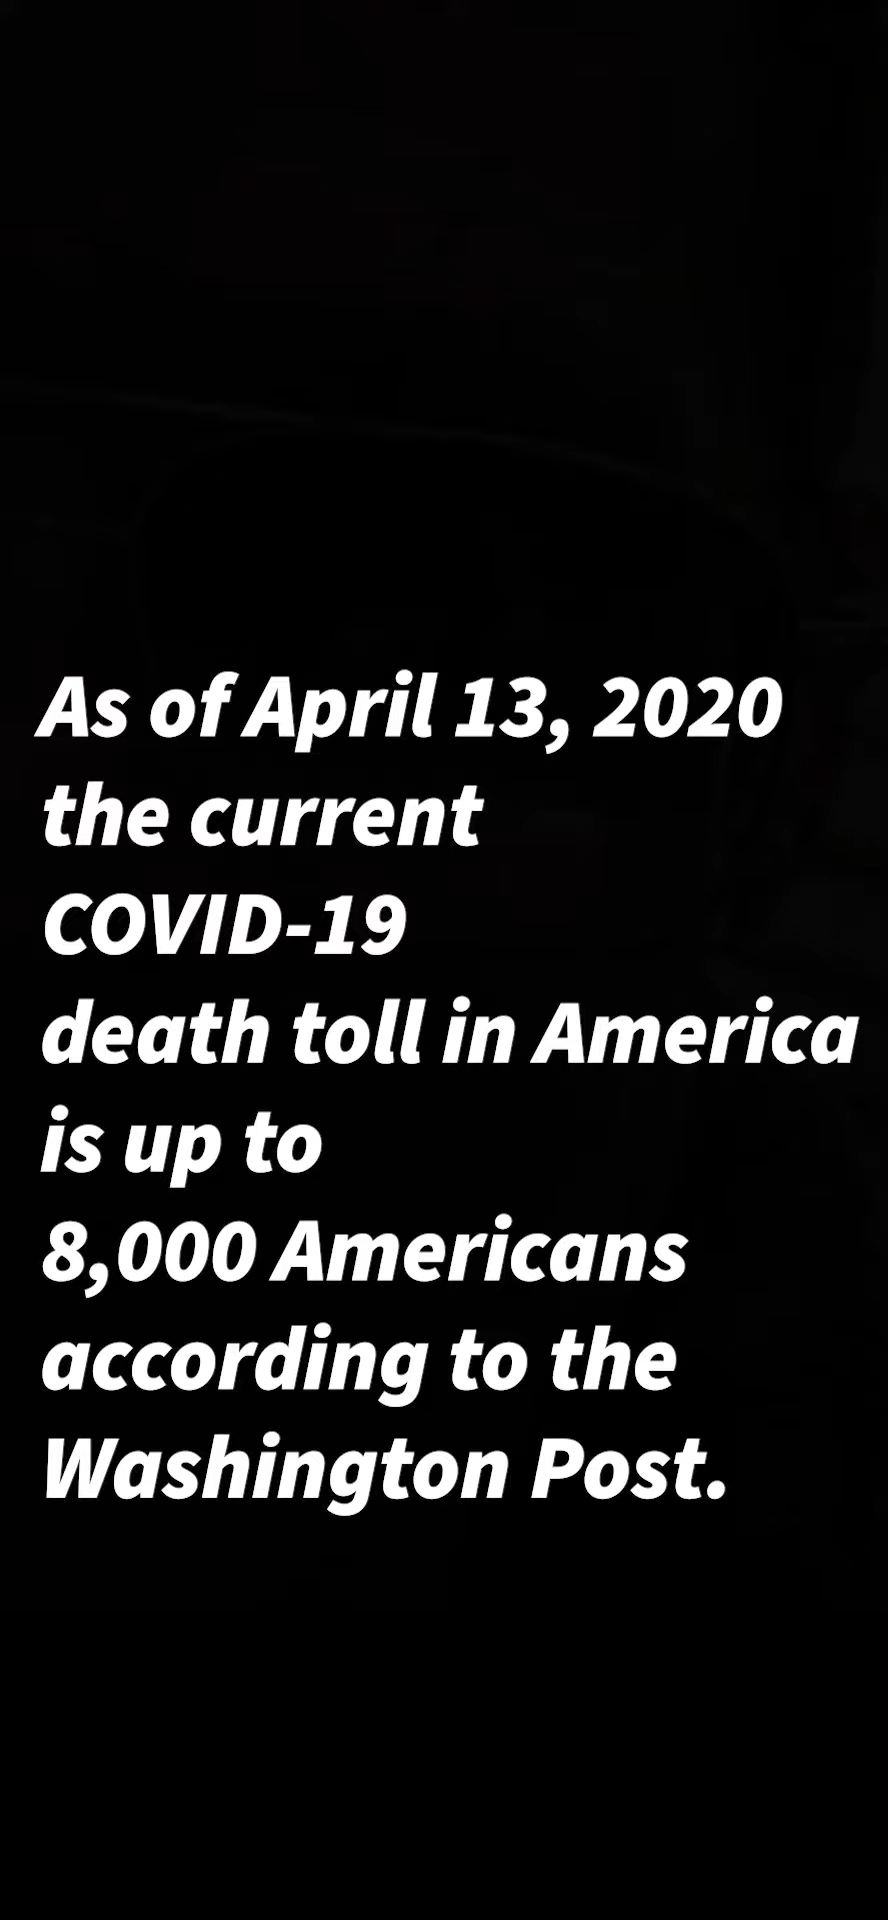 As of April 13, 2020
the current
COVID-19
death toll in America
is up to
8,000 Americans
according to the
Washington Post.